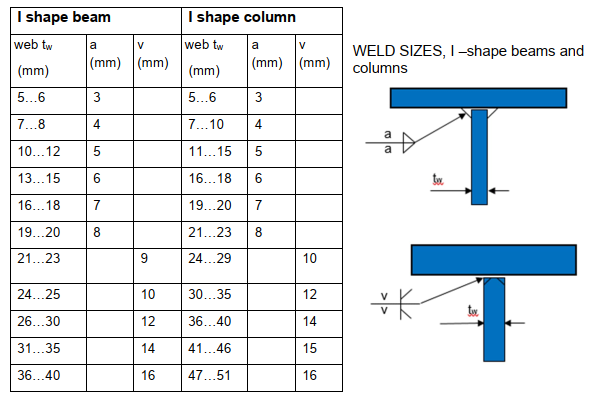 I shape beam I shape column
web tw a v web tw a v
(mm) (mm) (mm) (mm) (mm) (mm)
5…6 3 5…6 3
7…8 4 7…10 4
10…12 5 11…15 5
13…15 6 16…18 6
16…18 7 19…20 7
19…20 8 21…23 8
21…23 9 24…29 10
24…25 10 30…35 12
26…30 12 36…40 14
31…35 14 41…46 15
36…40 16 47…51 16
WELD SIZES, I –shape beams and
columns
a
a
tw
v
v
tw